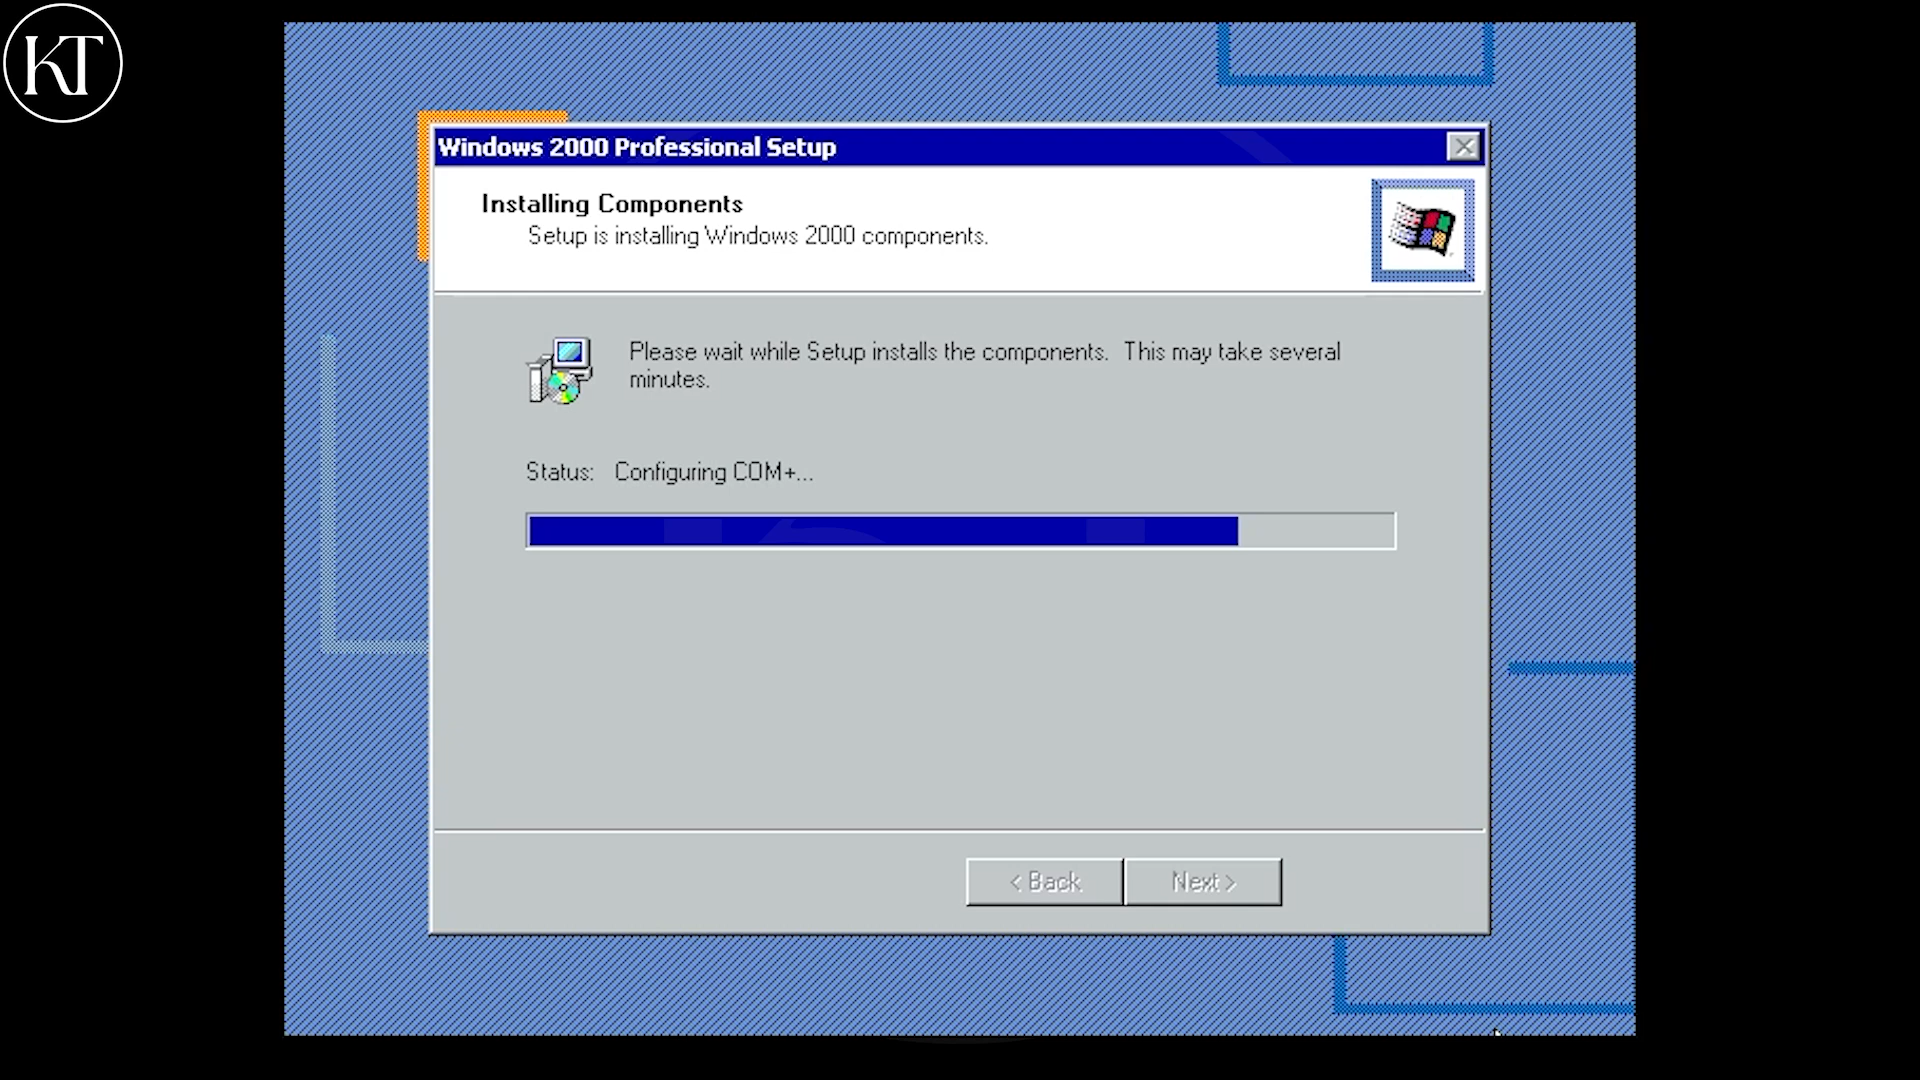 KT
Windows 2000 Professional Setup
Installing Components
Setup is installing Windows 2000 components.
Please wait while Setup installs the components.  This may take several
minutes.
Status:   Configuring COM+...
< Back
Next >